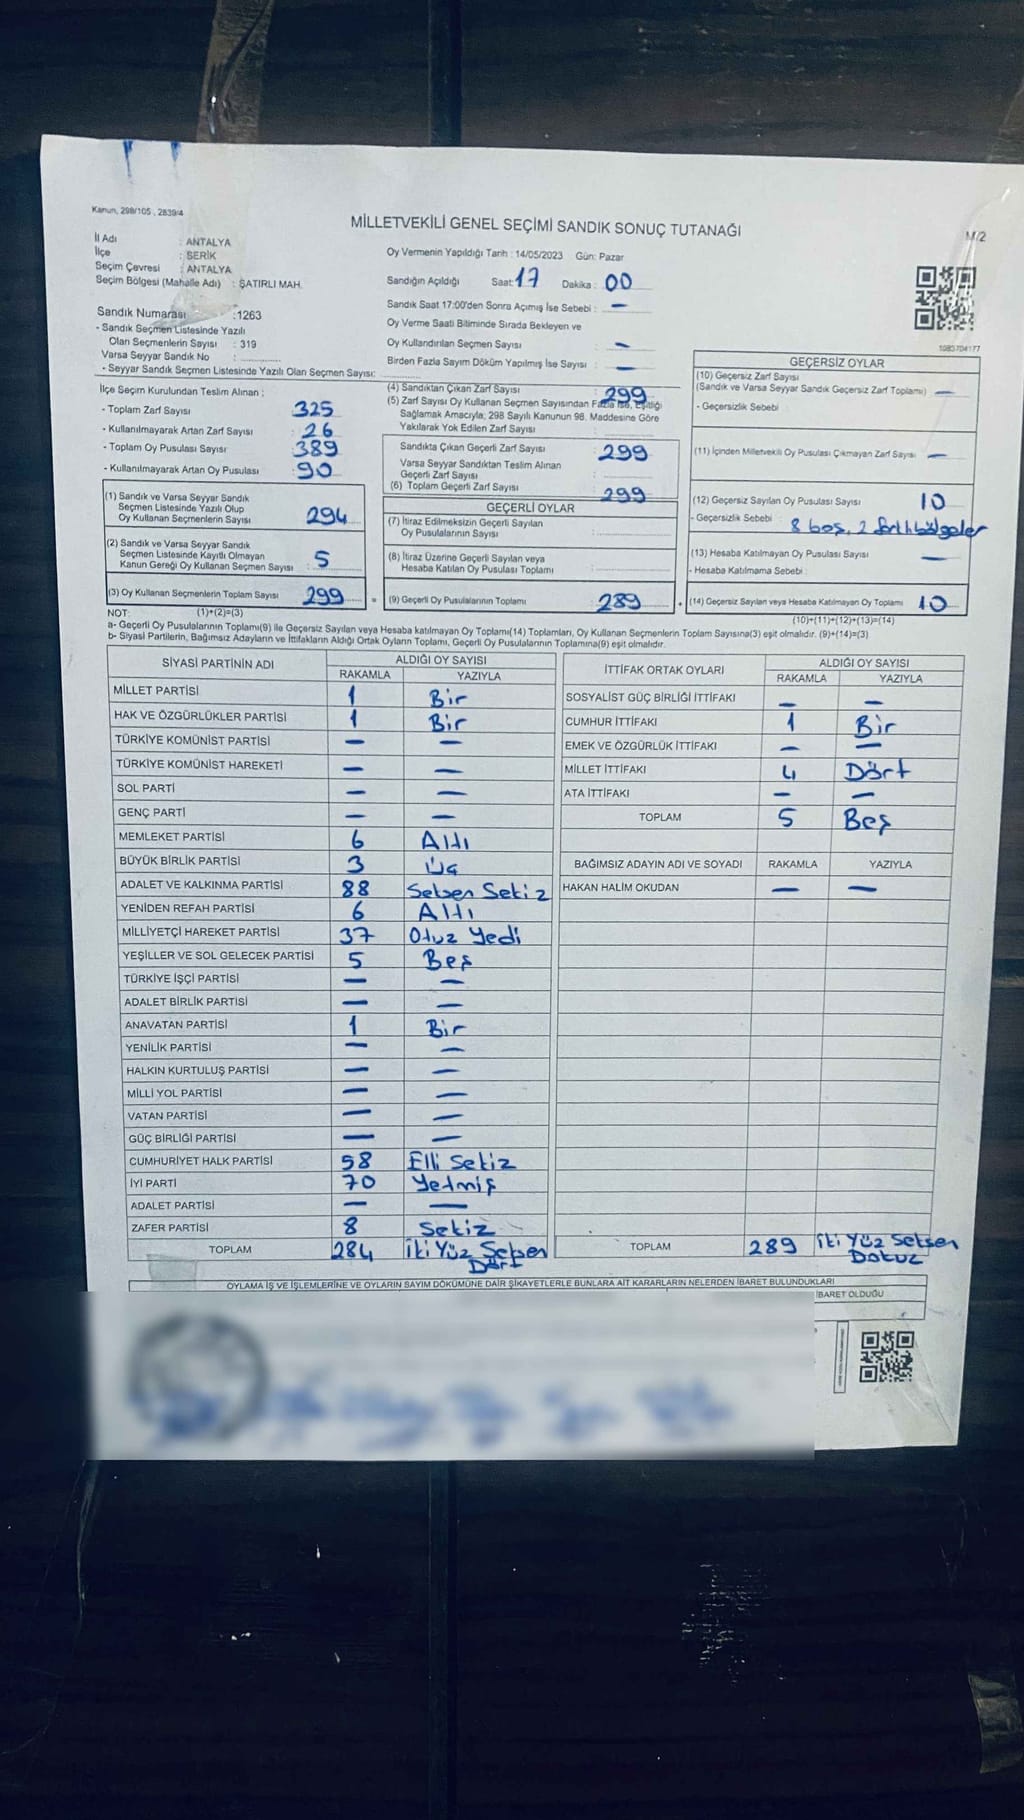 Kanun, 298/105 , 2839/4
MİLLETVEKİLİ GENEL SEÇİMİ SANDIK SONUÇ TUTANAĞI
M/2
İl Adı : ANTALYA
İlçe : SERİK
Seçim Çevresi : ANTALYA
Seçim Bölgesi (Mahalle Adı) : ŞATIRLI MAH.
Sandık Numarası :1263
- Sandık Seçmen Listesinde Yazılı
Olan Seçmenlerin Sayısı : 319
Varsa Seyyar Sandık No :
- Seyyar Sandık Seçmen Listesinde Yazılı Olan Seçmen Sayısı:
Oy Vermenin Yapıldığı Tarih : 14/05/2023 Gün: Pazar
Sandığın Açıldığı Saat: 17 Dakika : 00
Sandık Saat 17:00'den Sonra Açımış İse Sebebi : —
Oy Verme Saati Bitiminde Sırada Bekleyen ve
Oy Kullandırılan Seçmen Sayısı : —
Birden Fazla Sayım Döküm Yapılmış İse Sayısı : —
1083704177
İlçe Seçim Kurulundan Teslim Alınan ;
- Toplam Zarf Sayısı : 325
- Kullanılmayarak Artan Zarf Sayısı : 26
- Toplam Oy Pusulası Sayısı : 389
- Kullanılmayarak Artan Oy Pusulası : 90
(1) Sandık ve Varsa Seyyar Sandık
Seçmen Listesinde Yazılı Olup
Oy Kullanan Seçmenlerin Sayısı : 294
(2) Sandık ve Varsa Seyyar Sandık
Seçmen Listesinde Kayıtlı Olmayan
Kanun Gereği Oy Kullanan Seçmen Sayısı : 5
(3) Oy Kullanan Seçmenlerin Toplam Sayısı : 299
(4) Sandıktan Çıkan Zarf Sayısı : 299
(5) Zarf Sayısı Oy Kullanan Seçmen Sayısından Fazla İse, Eşitliği
Sağlamak Amacıyla; 298 Sayılı Kanunun 98. Maddesine Göre
Yakılarak Yok Edilen Zarf Sayısı :
Sandıkta Çıkan Geçerli Zarf Sayısı : 299
Varsa Seyyar Sandıktan Teslim Alınan
Geçerli Zarf Sayısı :
(6) Toplam Geçerli Zarf Sayısı : 299
GEÇERLİ OYLAR
(7) İtiraz Edilmeksizin Geçerli Sayılan
Oy Pusulalarının Sayısı :
(8) İtiraz Üzerine Geçerli Sayılan veya
Hesaba Katılan Oy Pusulası Toplamı :
= (9) Geçerli Oy Pusulalarının Toplamı : 289
GEÇERSİZ OYLAR
(10) Geçersiz Zarf Sayısı
(Sandık ve Varsa Seyyar Sandık Geçersiz Zarf Toplamı) —
- Geçersizlik Sebebi
(11) İçinden Milletvekili Oy Pusulası Çıkmayan Zarf Sayısı : —
(12) Geçersiz Sayılan Oy Pusulası Sayısı : 10
- Geçersizlik Sebebi : 8 boş, 2 farklı bölgeler
(13) Hesaba Katılmayan Oy Pusulası Sayısı : —
- Hesaba Katılmama Sebebi :
+ (14) Geçersiz Sayılan veya Hesaba Katılmayan Oy Toplamı : 10
NOT: (1)+(2)=(3)
(10)+(11)+(12)+(13)=(14)
a- Geçerli Oy Pusulalarının Toplamı(9) ile Geçersiz Sayılan veya Hesaba katılmayan Oy Toplamı(14) Toplamları, Oy Kullanan Seçmenlerin Toplam Sayısına(3) eşit olmalıdır. (9)+(14)=(3)
b- Siyasi Partilerin, Bağımsız Adayların ve İttifakların Aldığı Ortak Oyların Toplamı, Geçerli Oy Pusulalarının Toplamına(9) eşit olmalıdır.
SİYASİ PARTİNİN ADI ALDIĞI OY SAYISI
RAKAMLA YAZIYLA
MİLLET PARTİSİ 1 Bir
HAK VE ÖZGÜRLÜKLER PARTİSİ 1 Bir
TÜRKİYE KOMÜNİST PARTİSİ — —
TÜRKİYE KOMÜNİST HAREKETİ — —
SOL PARTİ — —
GENÇ PARTİ — —
MEMLEKET PARTİSİ 6 Altı
BÜYÜK BİRLİK PARTİSİ 3 Üç
ADALET VE KALKINMA PARTİSİ 88 Seksen Sekiz
YENİDEN REFAH PARTİSİ 6 Altı
MİLLİYETÇİ HAREKET PARTİSİ 37 Otuz Yedi
YEŞİLLER VE SOL GELECEK PARTİSİ 5 Beş
TÜRKİYE İŞÇİ PARTİSİ — —
ADALET BİRLİK PARTİSİ — —
ANAVATAN PARTİSİ 1 Bir
YENİLİK PARTİSİ — —
HALKIN KURTULUŞ PARTİSİ — —
MİLLİ YOL PARTİSİ — —
VATAN PARTİSİ — —
GÜÇ BİRLİĞİ PARTİSİ — —
CUMHURİYET HALK PARTİSİ 58 Elli Sekiz
İYİ PARTİ 70 Yetmiş
ADALET PARTİSİ — —
ZAFER PARTİSİ 8 Sekiz
TOPLAM 284 İki Yüz Seksen
Dört
İTTİFAK ORTAK OYLARI ALDIĞI OY SAYISI
RAKAMLA YAZIYLA
SOSYALİST GÜÇ BİRLİĞİ İTTİFAKI — —
CUMHUR İTTİFAKI 1 Bir
EMEK VE ÖZGÜRLÜK İTTİFAKI — —
MİLLET İTTİFAKI 4 Dört
ATA İTTİFAKI — —
TOPLAM 5 Beş
BAĞIMSIZ ADAYIN ADI VE SOYADI RAKAMLA YAZIYLA
HAKAN HALİM OKUDAN — —
TOPLAM 289 İki Yüz Seksen
Dokuz
OYLAMA İŞ VE İŞLEMLERİNE VE OYLARIN SAYIM DÖKÜMÜNE DAİR ŞİKAYETLERLE BUNLARA AİT KARARLARIN NELERDEN İBARET BULUNDUKLARI
İBARET OLDUĞU